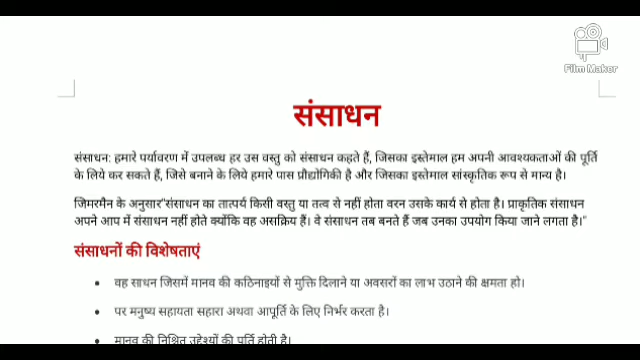 Film Maker
संसाधन
संसाधन: हमारे पर्यावरण में उपलब्ध हर उस वस्तु को संसाधन कहते हैं, जिसका इस्तेमाल हम अपनी आवश्यकताओं की पूर्ति
के लिये कर सकते हैं, जिसे बनाने के लिये हमारे पास प्रौद्योगिकी है और जिसका इस्तेमाल सांस्कृतिक रूप से मान्य है।
जिमरमैन के अनुसार"संसाधन का तात्पर्य किसी वस्तु या तत्व से नहीं होता वरन उसके कार्य से होता है। प्राकृतिक संसाधन
अपने आप में संसाधन नहीं होते क्योंकि वह असक्रिय हैं। वे संसाधन तब बनते हैं जब उनका उपयोग किया जाने लगता है।"
संसाधनों की विशेषताएं
• वह साधन जिसमें मानव की कठिनाइयों से मुक्ति दिलाने या अवसरों का लाभ उठाने की क्षमता हो।
• पर मनुष्य सहायता सहारा अथवा आपूर्ति के लिए निर्भर करता है।
• मानव की निश्चित उद्देश्यों की पूर्ति होती है।